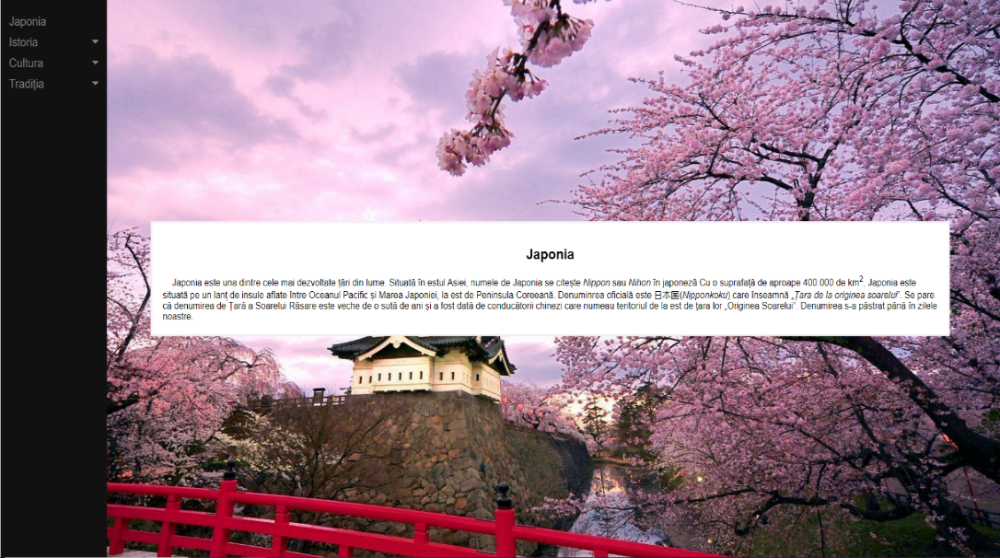 Japonia
Istoria
Cultura
Tradiția
Japonia
Japonia este una dintre cele mai dezvoltate țări din lume. Situată în estul Asiei, numele de Japonia se citește Nippon sau Nihon în japoneză Cu o suprafață de aproape 400.000 de km², Japonia este
situată pe un lanț de insule aflate între Oceanul Pacific și Marea Japoniei, la est de Peninsula Coreeană. Denumirea oficială este 日本国(Nipponkoku) care înseamnă „Țara de la originea soarelui”. Se pare
că denumirea de Țară a Soarelui Răsare este veche de o sută de ani și a fost dată de conducătorii chinezi care numeau teritoriul de la est de țara lor „Originea Soarelui”. Denumirea s-a păstrat până în zilele
noastre.